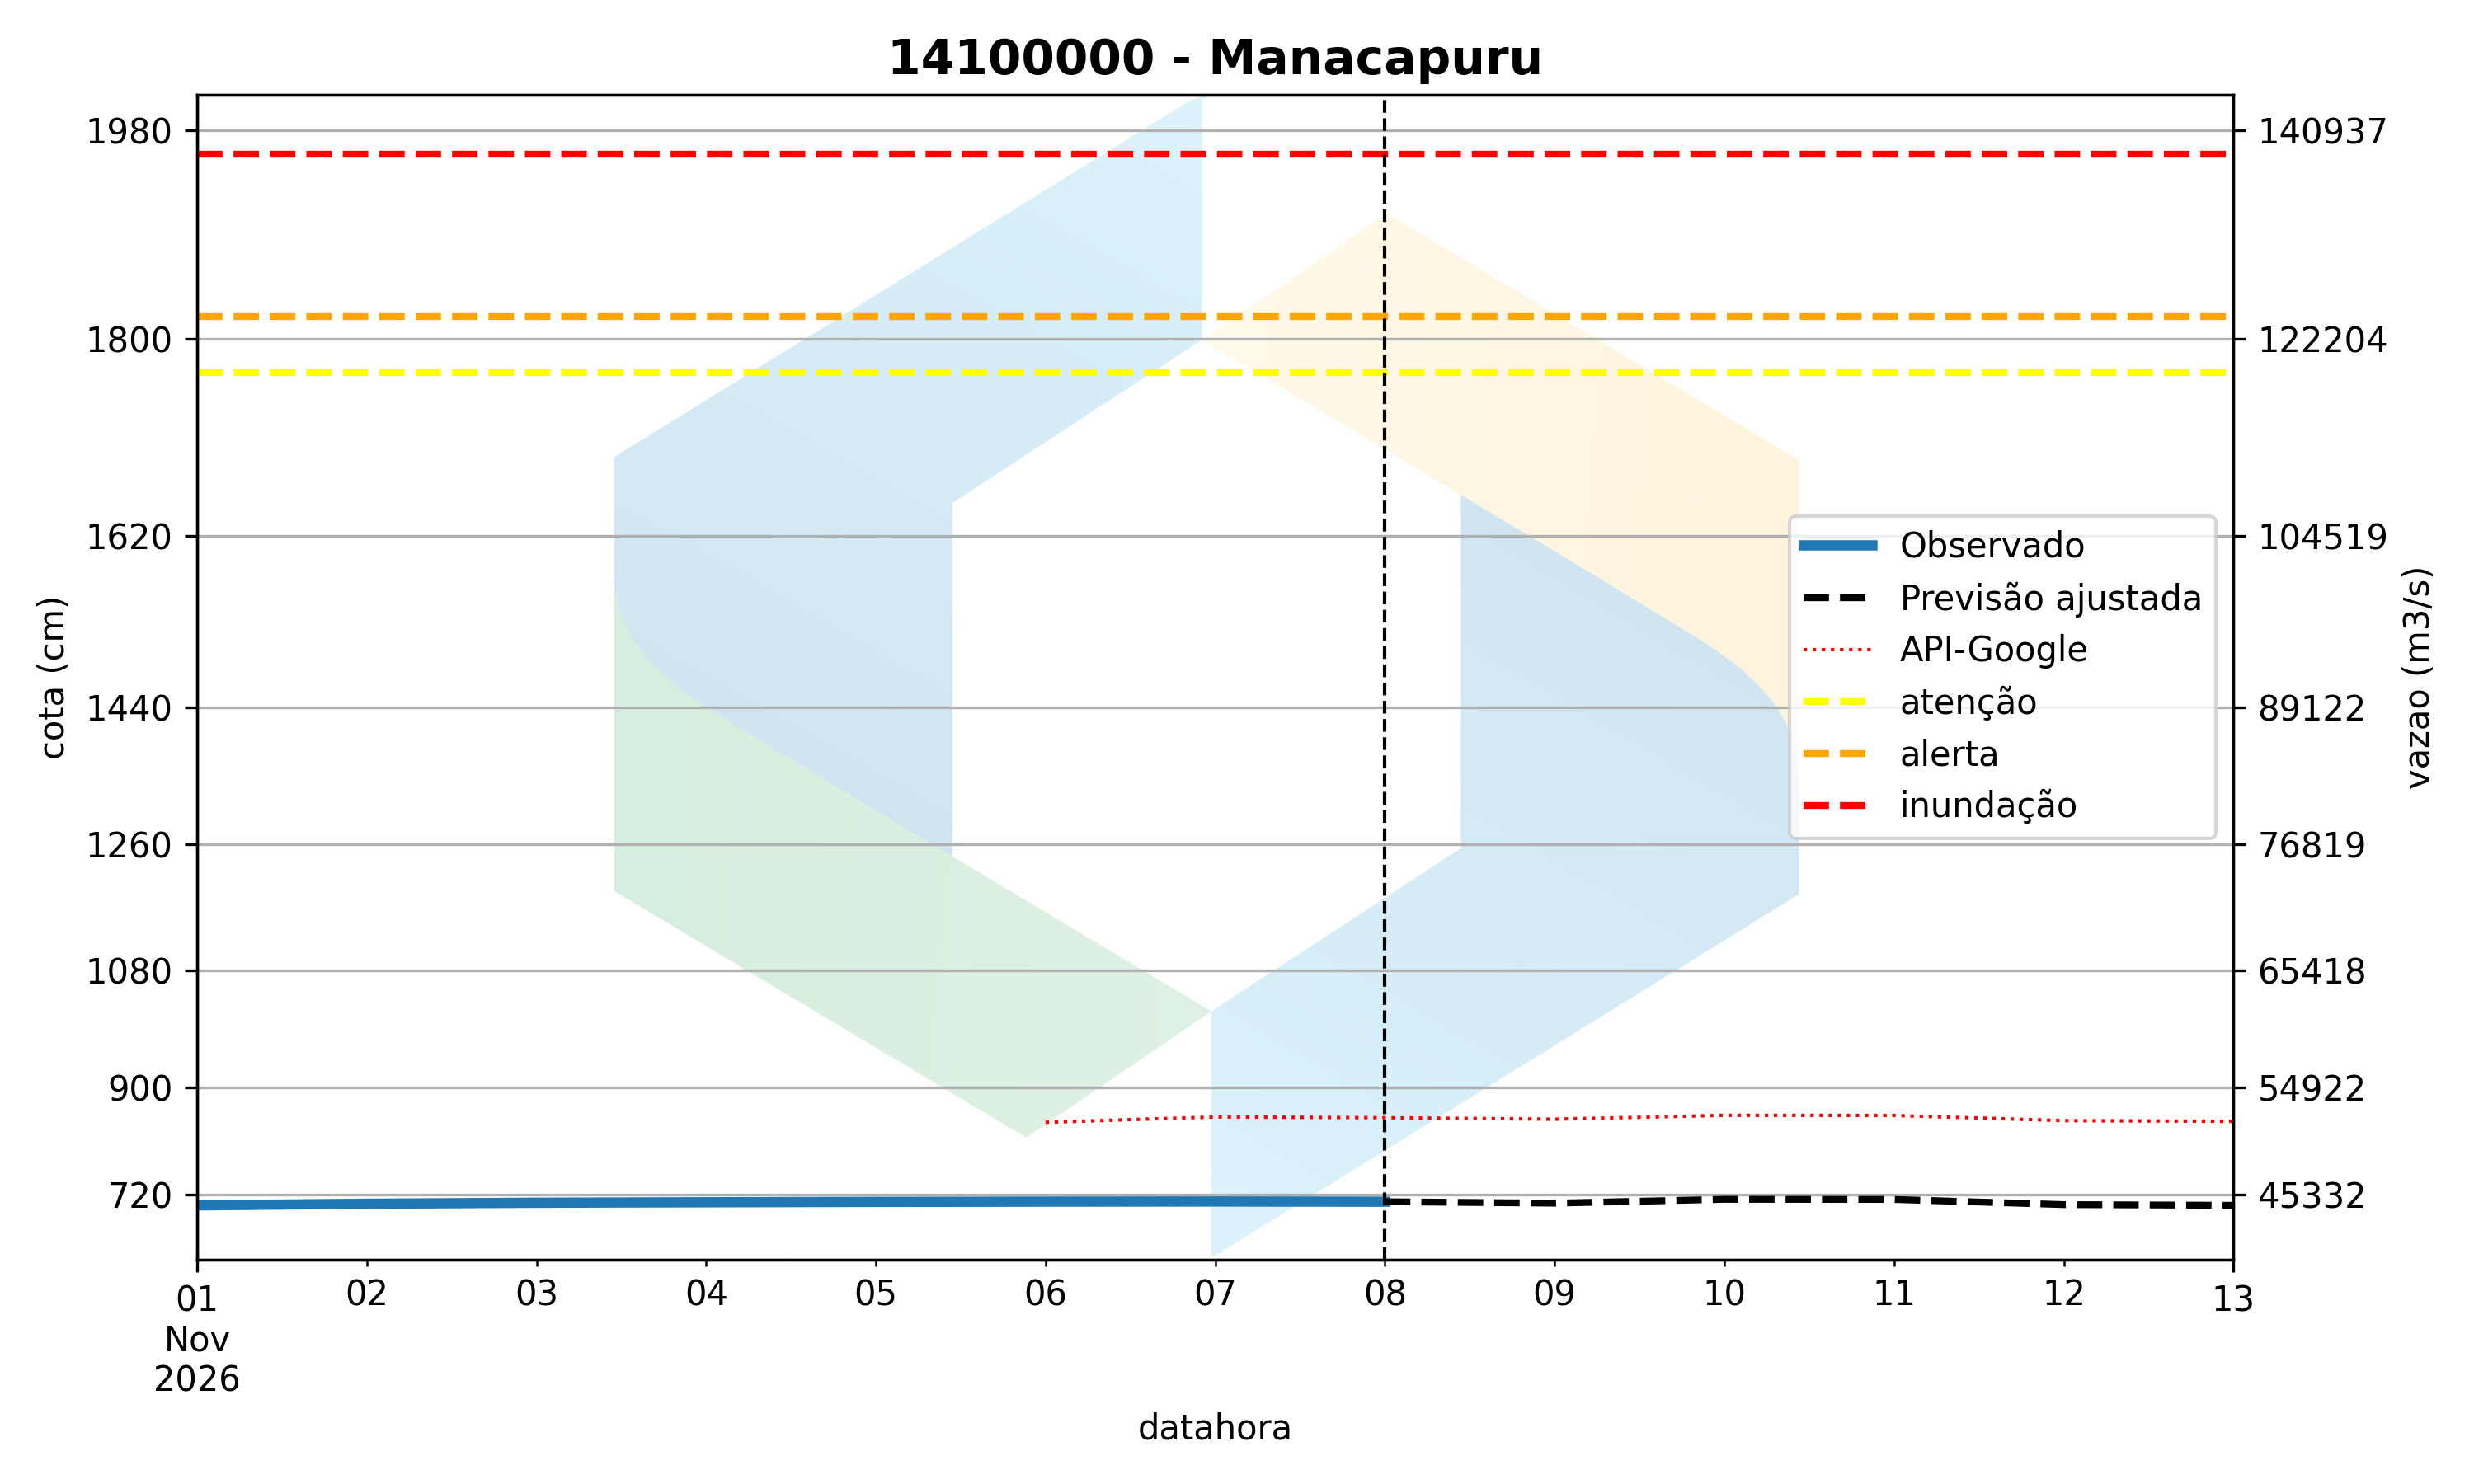 14100000 - Manacapuru
1980
1800
1620
1440
1260
1080
900
720
cota (cm)
140937
122204
104519
89122
76819
65418
54922
45332
vazao (m3/s)
Observado
Previsão ajustada
API-Google
atenção
alerta
inundação
01 02 03 04 05 06 07 08 09 10 11 12 13
Nov
2026
datahora